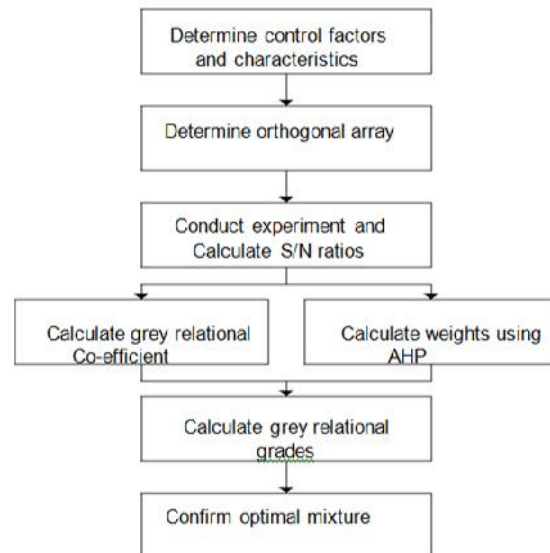 Determine control factors
and characteristics
Determine orthogonal array
Conduct experiment and
Calculate S/N ratios
Calculate grey relational
Co-efficient
Calculate weights using
AHP
Calculate grey relational
grades
Confirm optimal mixture